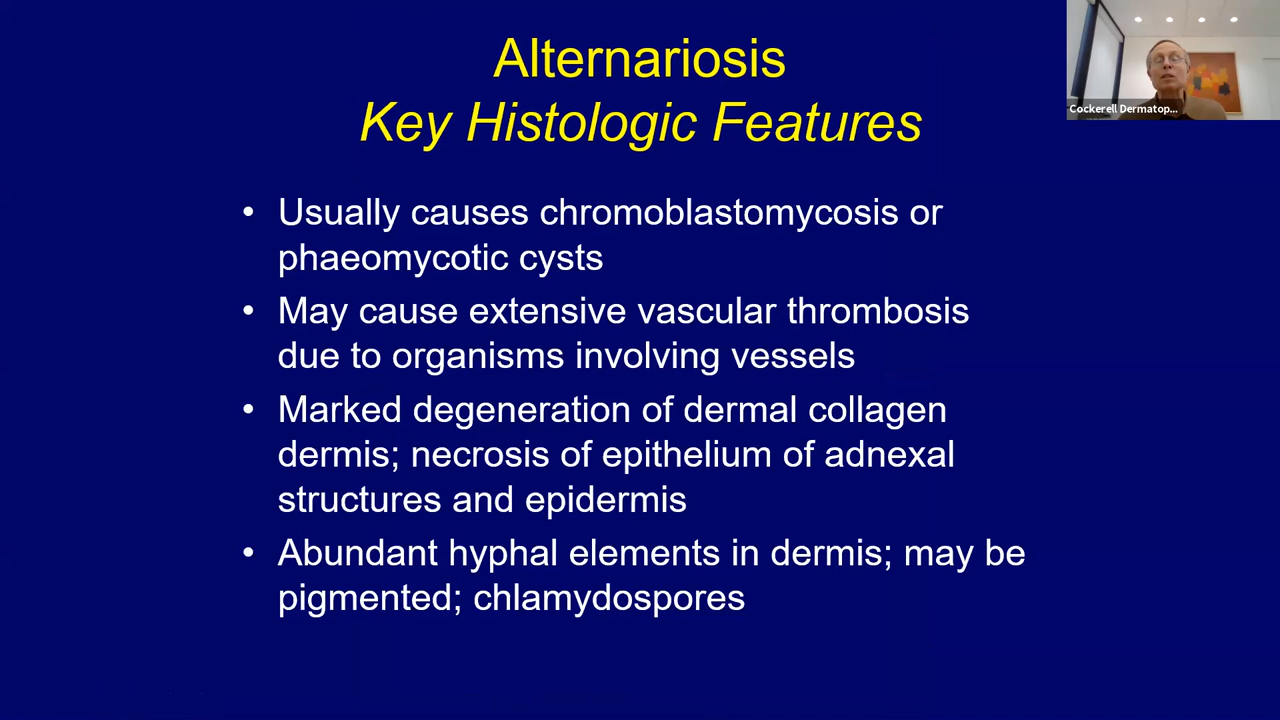 Alternariosis
Key Histologic Features
Cockerell Dermatop...
• Usually causes chromoblastomycosis or
phaeomycotic cysts
• May cause extensive vascular thrombosis
due to organisms involving vessels
• Marked degeneration of dermal collagen
dermis; necrosis of epithelium of adnexal
structures and epidermis
• Abundant hyphal elements in dermis; may be
pigmented; chlamydospores